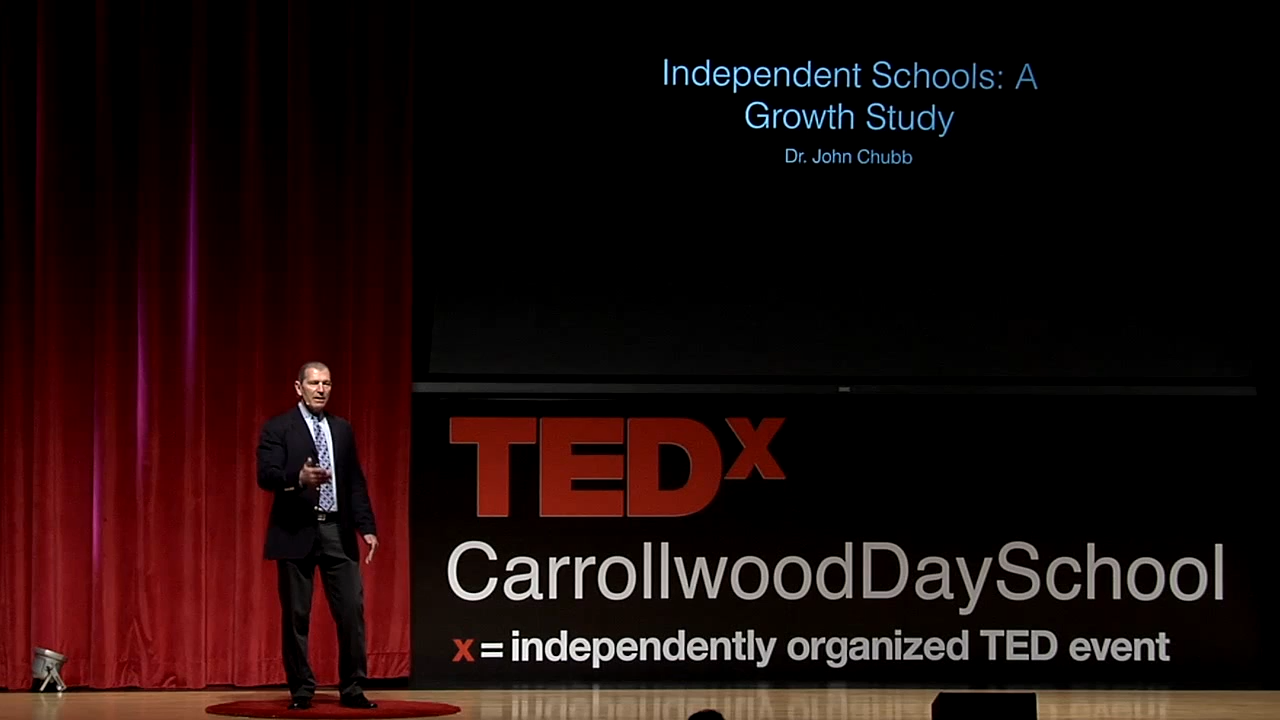 Independent Schools: A
Growth Study
Dr. John Chubb
TEDx
CarrollwoodDaySchool
x = independently organized TED event